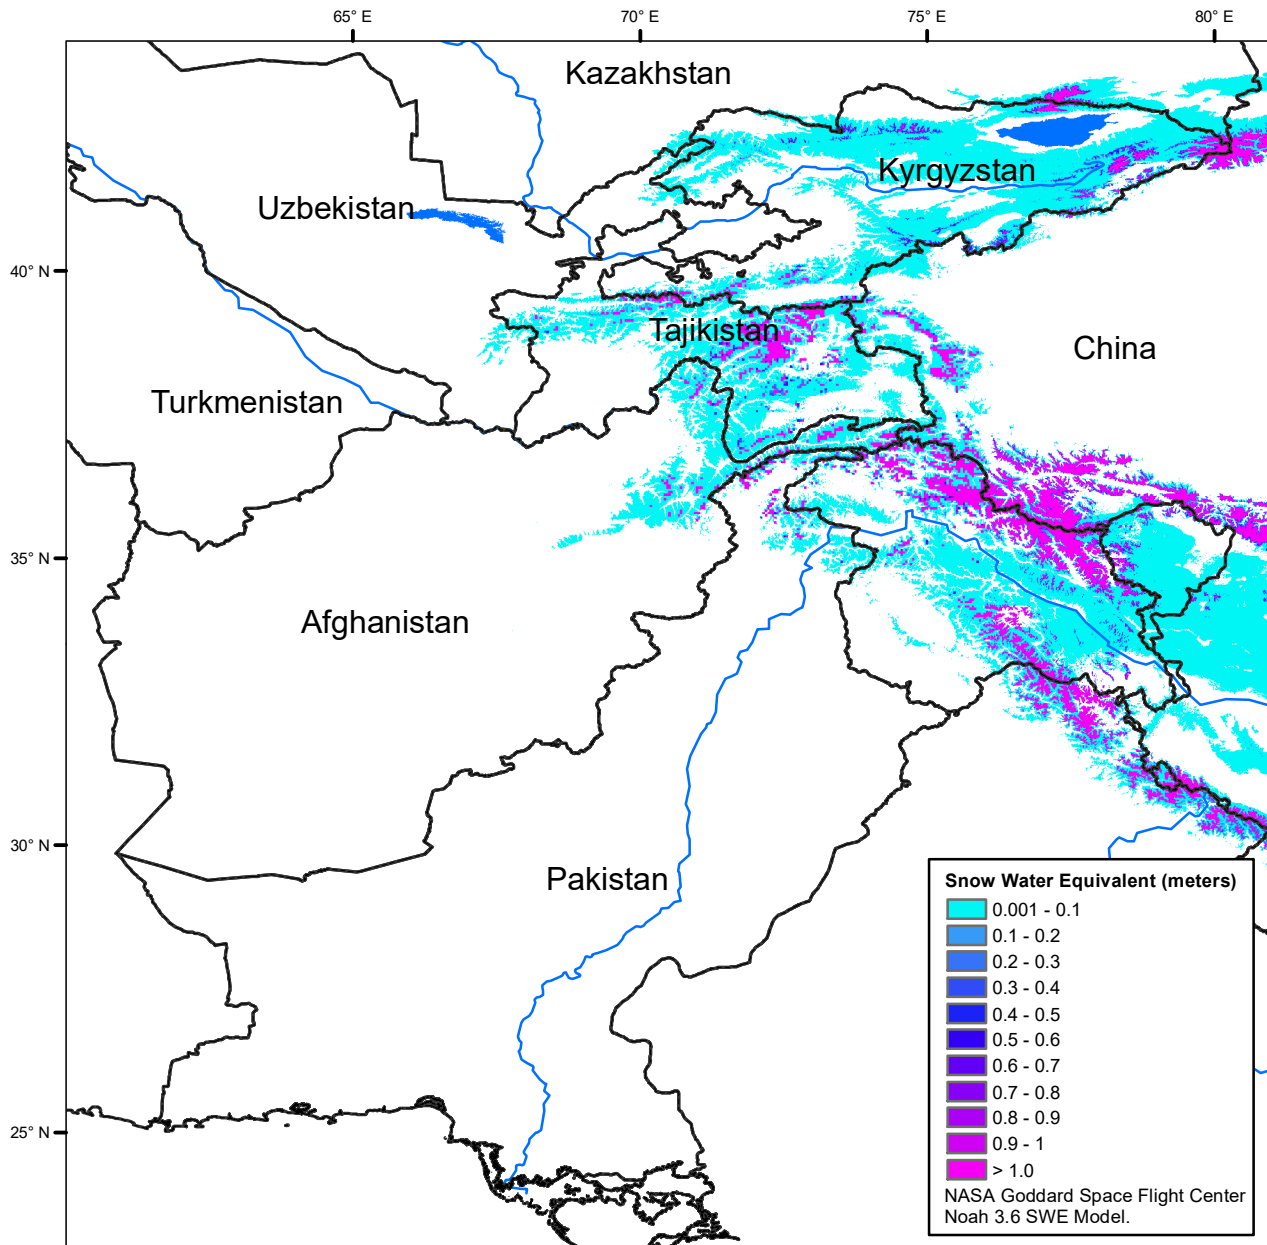 65° E
70° E
75° E
80° E
Kazakhstan
Kyrgyzstan
Uzbekistan
40° N
Tajikistan
China
Turkmenistan
35° N
Afghanistan
30° N
Pakistan
25° N
Snow Water Equivalent (meters)
0.001 - 0.1
0.1 - 0.2
0.2 - 0.3
0.3 - 0.4
0.4 - 0.5
0.5 - 0.6
0.6 - 0.7
0.7 - 0.8
0.8 - 0.9
0.9 - 1
> 1.0
NASA Goddard Space Flight Center
Noah 3.6 SWE Model.